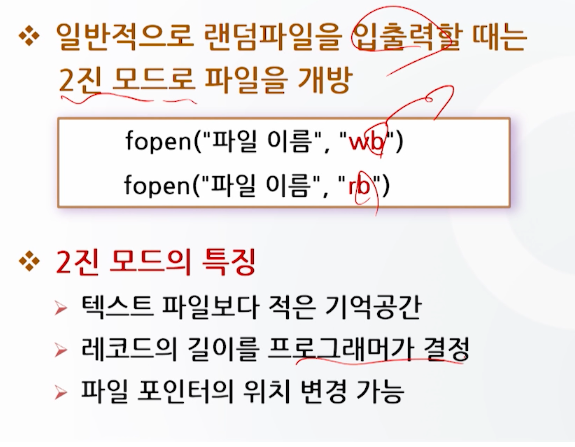 ❖ 일반적으로 랜덤파일을 입출력할 때는
2진 모드로 파일을 개방
fopen("파일 이름", "wb")
fopen("파일 이름", "rb")
❖ 2진 모드의 특징
➢ 텍스트 파일보다 적은 기억공간
➢ 레코드의 길이를 프로그래머가 결정
➢ 파일 포인터의 위치 변경 가능